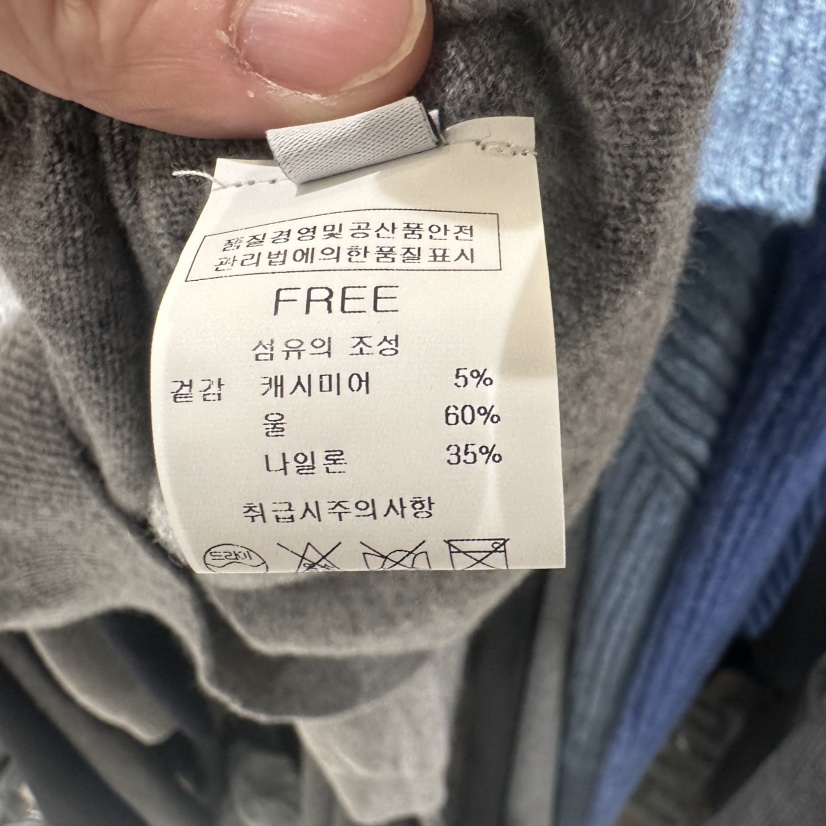 품질경영및공산품안전
관리법에의한품질표시
FREE
섬유의 조성
겉감 캐시미어 5%
울 60%
나일론 35%
취급시주의사항
드라이